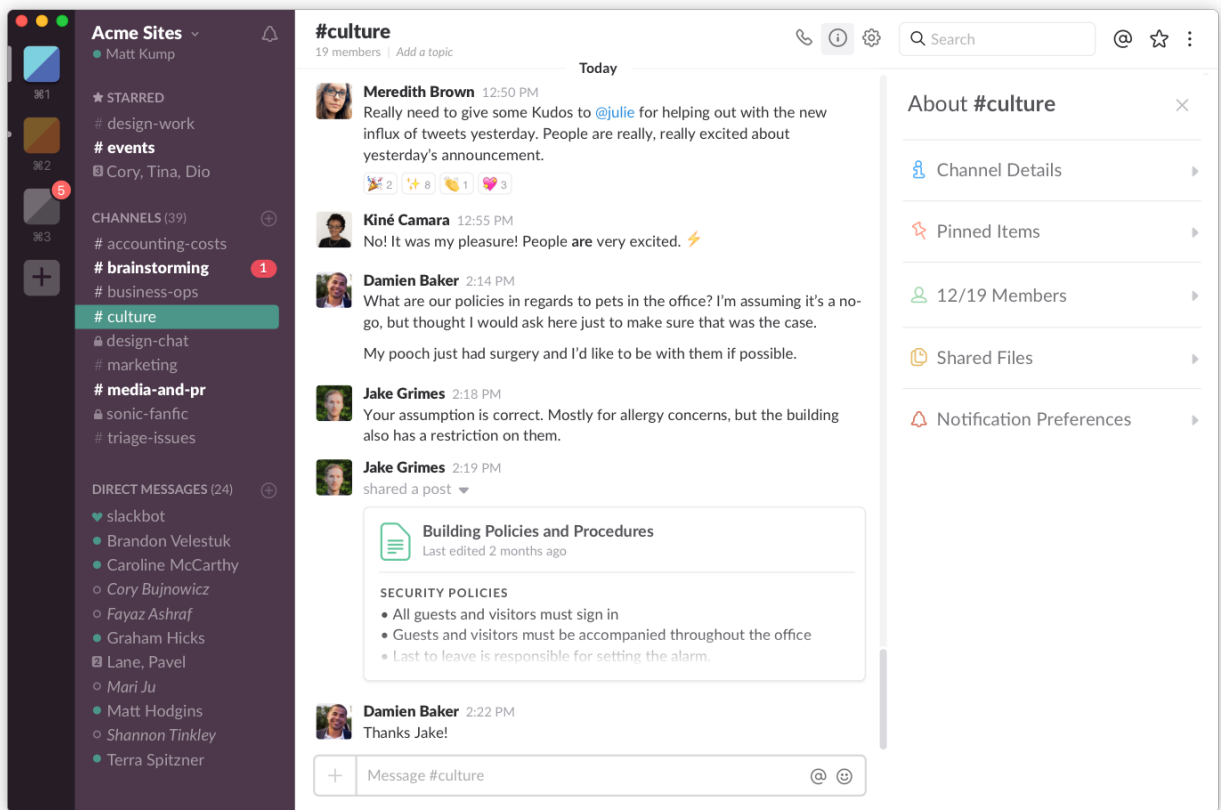 Acme Sites
Matt Kump
⌘1
⌘2
5
⌘3
STARRED
# design-work
# events
3 Cory, Tina, Dio
CHANNELS (39)
# accounting-costs
# brainstorming 1
# business-ops
# culture
design-chat
# marketing
# media-and-pr
sonic-fanfic
# triage-issues
DIRECT MESSAGES (24)
slackbot
Brandon Velestuk
Caroline McCarthy
Cory Bujnowicz
Fayaz Ashraf
Graham Hicks
2 Lane, Pavel
Mari Ju
Matt Hodgins
Shannon Tinkley
Terra Spitzner
#culture
19 members | Add a topic
Search
Today
Meredith Brown 12:50 PM
Really need to give some Kudos to @julie for helping out with the new
influx of tweets yesterday. People are really, really excited about
yesterday's announcement.
🎉 2 ✨ 8 👏 1 💖 3
Kiné Camara 12:55 PM
No! It was my pleasure! People are very excited. ⚡
Damien Baker 2:14 PM
What are our policies in regards to pets in the office? I'm assuming it's a no-
go, but thought I would ask here just to make sure that was the case.
My pooch just had surgery and I'd like to be with them if possible.
Jake Grimes 2:18 PM
Your assumption is correct. Mostly for allergy concerns, but the building
also has a restriction on them.
Jake Grimes 2:19 PM
shared a post
Building Policies and Procedures
Last edited 2 months ago
SECURITY POLICIES
• All guests and visitors must sign in
• Guests and visitors must be accompanied throughout the office
• Last to leave is responsible for setting the alarm.
Damien Baker 2:22 PM
Thanks Jake!
Message #culture
About #culture
Channel Details
Pinned Items
12/19 Members
Shared Files
Notification Preferences